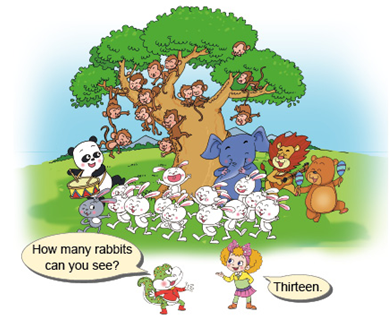 How many rabbits
can you see?
Thirteen.